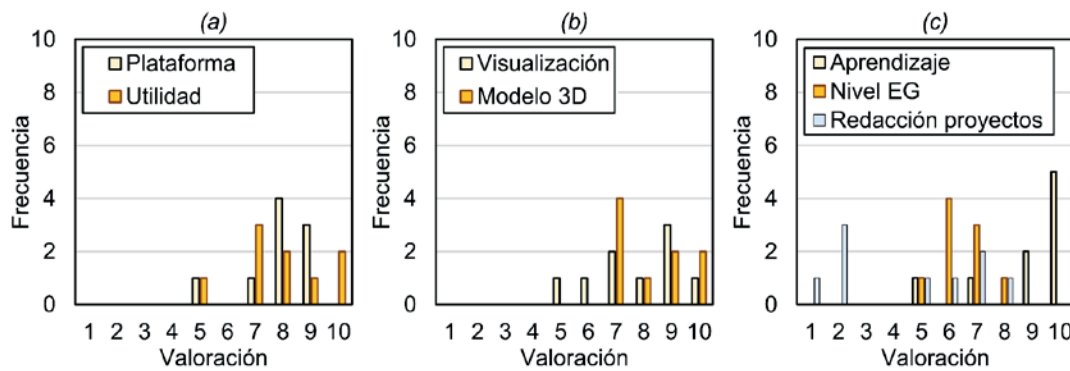 (a)
10
8
6
4
2
0
Frecuencia
Plataforma
Utilidad
1 2 3 4 5 6 7 8 9 10
Valoración
(b)
10
8
6
4
2
0
Frecuencia
Visualización
Modelo 3D
1 2 3 4 5 6 7 8 9 10
Valoración
(c)
10
8
6
4
2
0
Frecuencia
Aprendizaje
Nivel EG
Redacción proyectos
1 2 3 4 5 6 7 8 9 10
Valoración